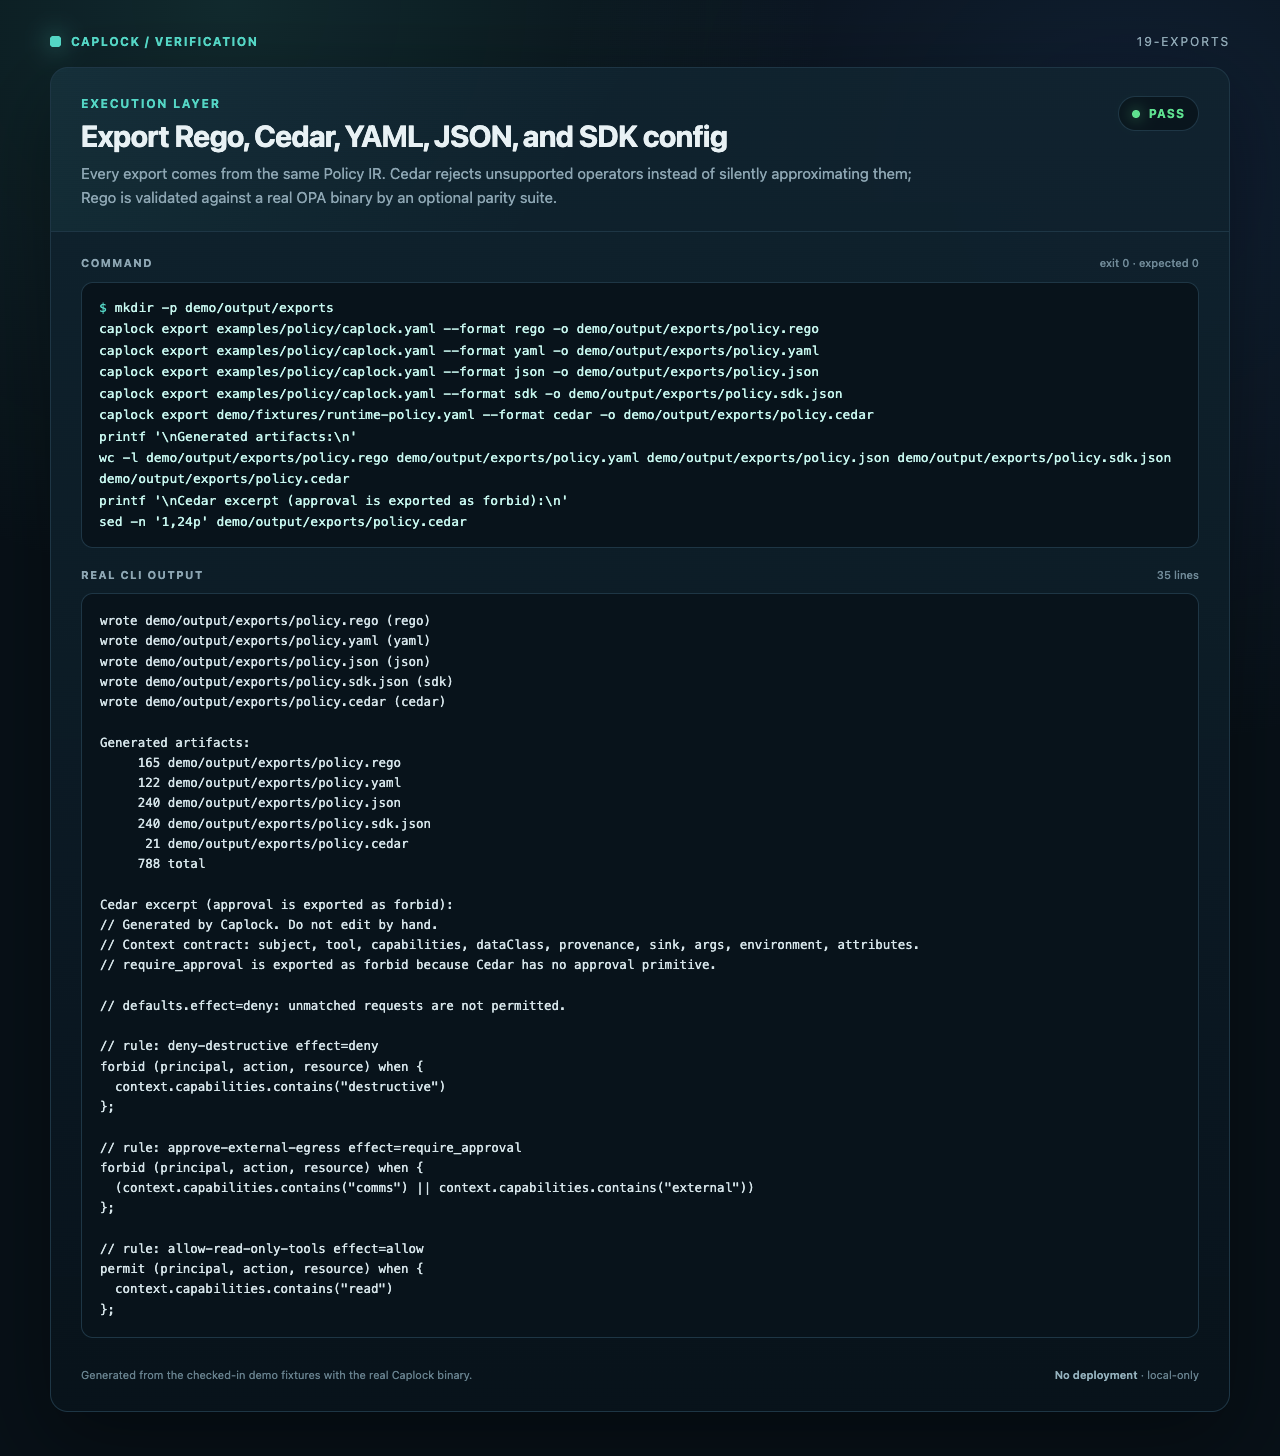 CAPLOCK / VERIFICATION
19-EXPORTS
EXECUTION LAYER
Export Rego, Cedar, YAML, JSON, and SDK config
PASS
Every export comes from the same Policy IR. Cedar rejects unsupported operators instead of silently approximating them;
Rego is validated against a real OPA binary by an optional parity suite.
COMMAND
exit 0 · expected 0
$ mkdir -p demo/output/exports
caplock export examples/policy/caplock.yaml --format rego -o demo/output/exports/policy.rego
caplock export examples/policy/caplock.yaml --format yaml -o demo/output/exports/policy.yaml
caplock export examples/policy/caplock.yaml --format json -o demo/output/exports/policy.json
caplock export examples/policy/caplock.yaml --format sdk -o demo/output/exports/policy.sdk.json
caplock export demo/fixtures/runtime-policy.yaml --format cedar -o demo/output/exports/policy.cedar
printf '\nGenerated artifacts:\n'
wc -l demo/output/exports/policy.rego demo/output/exports/policy.yaml demo/output/exports/policy.json demo/output/exports/policy.sdk.json
demo/output/exports/policy.cedar
printf '\nCedar excerpt (approval is exported as forbid):\n'
sed -n '1,24p' demo/output/exports/policy.cedar
REAL CLI OUTPUT
35 lines
wrote demo/output/exports/policy.rego (rego)
wrote demo/output/exports/policy.yaml (yaml)
wrote demo/output/exports/policy.json (json)
wrote demo/output/exports/policy.sdk.json (sdk)
wrote demo/output/exports/policy.cedar (cedar)
Generated artifacts:
165 demo/output/exports/policy.rego
122 demo/output/exports/policy.yaml
240 demo/output/exports/policy.json
240 demo/output/exports/policy.sdk.json
21 demo/output/exports/policy.cedar
788 total
Cedar excerpt (approval is exported as forbid):
// Generated by Caplock. Do not edit by hand.
// Context contract: subject, tool, capabilities, dataClass, provenance, sink, args, environment, attributes.
// require_approval is exported as forbid because Cedar has no approval primitive.
// defaults.effect=deny: unmatched requests are not permitted.
// rule: deny-destructive effect=deny
forbid (principal, action, resource) when {
context.capabilities.contains("destructive")
};
// rule: approve-external-egress effect=require_approval
forbid (principal, action, resource) when {
(context.capabilities.contains("comms") || context.capabilities.contains("external"))
};
// rule: allow-read-only-tools effect=allow
permit (principal, action, resource) when {
context.capabilities.contains("read")
};
Generated from the checked-in demo fixtures with the real Caplock binary.
No deployment · local-only